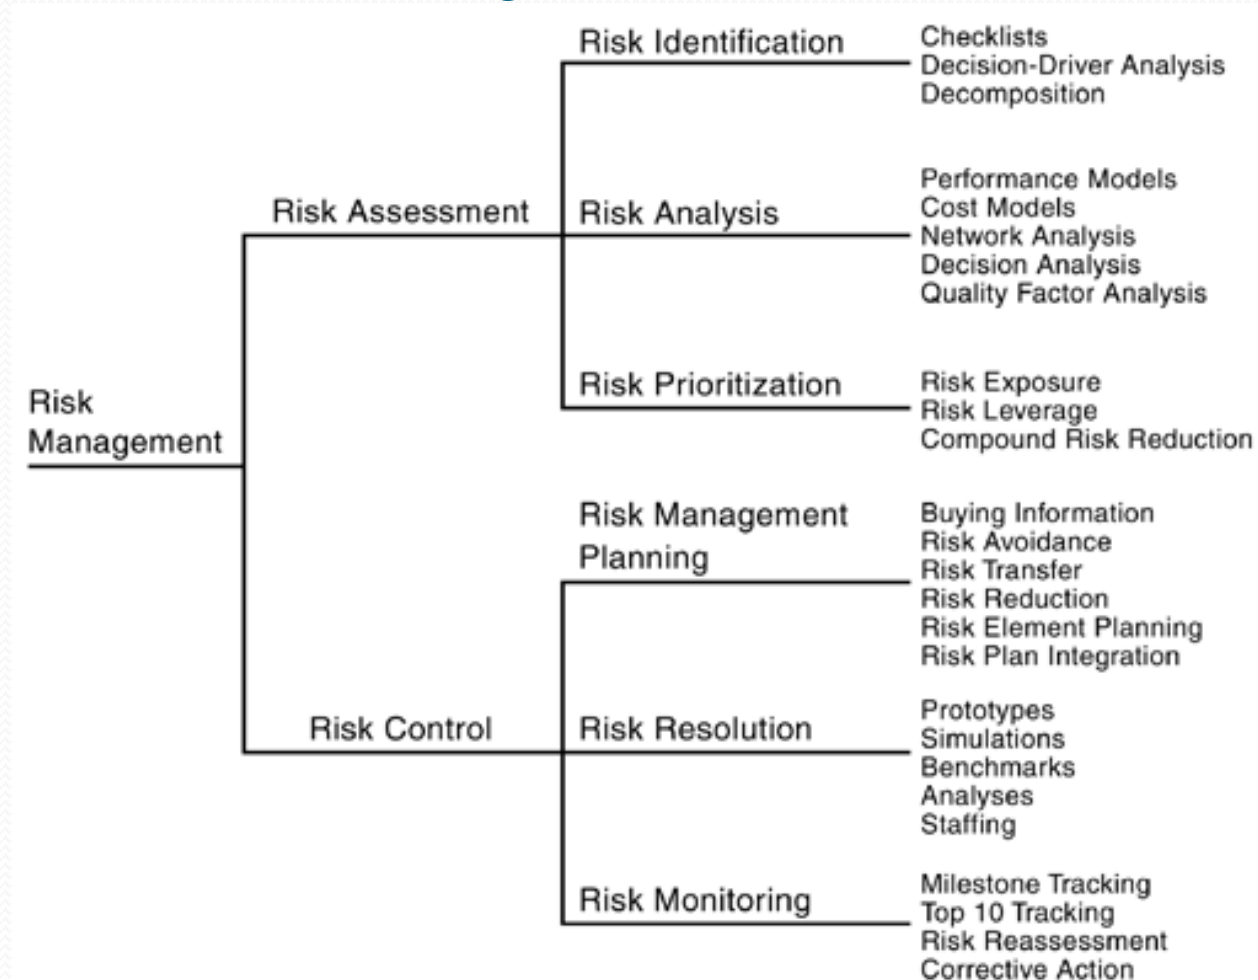 Risk Identification
Checklists
Decision-Driver Analysis
Decomposition
Risk Assessment
Risk Analysis
Performance Models
Cost Models
Network Analysis
Decision Analysis
Quality Factor Analysis
Risk Prioritization
Risk Exposure
Risk Leverage
Compound Risk Reduction
Risk
Management
Risk Management
Planning
Buying Information
Risk Avoidance
Risk Transfer
Risk Reduction
Risk Element Planning
Risk Plan Integration
Risk Control
Risk Resolution
Prototypes
Simulations
Benchmarks
Analyses
Staffing
Risk Monitoring
Milestone Tracking
Top 10 Tracking
Risk Reassessment
Corrective Action